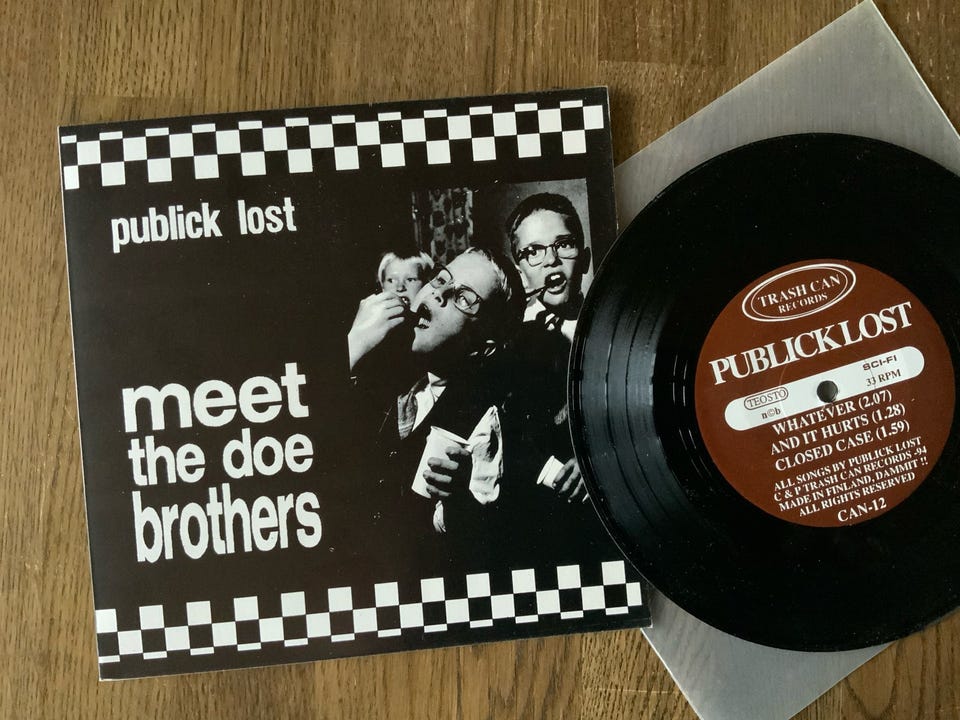 publick lost
meet
the doe
brothers
TRASH CAN
RECORDS
PUBLICK LOST
SCI-FI
33 RPM
TEOSTO
n©b
WHATEVER (2.07)
AND IT HURTS (1.28)
CLOSED CASE (1.59)
ALL SONGS BY PUBLICK LOST
C & P TRASH CAN RECORDS -94
MADE IN FINLAND, DAMMIT !!
ALL RIGHTS RESERVED
CAN-12